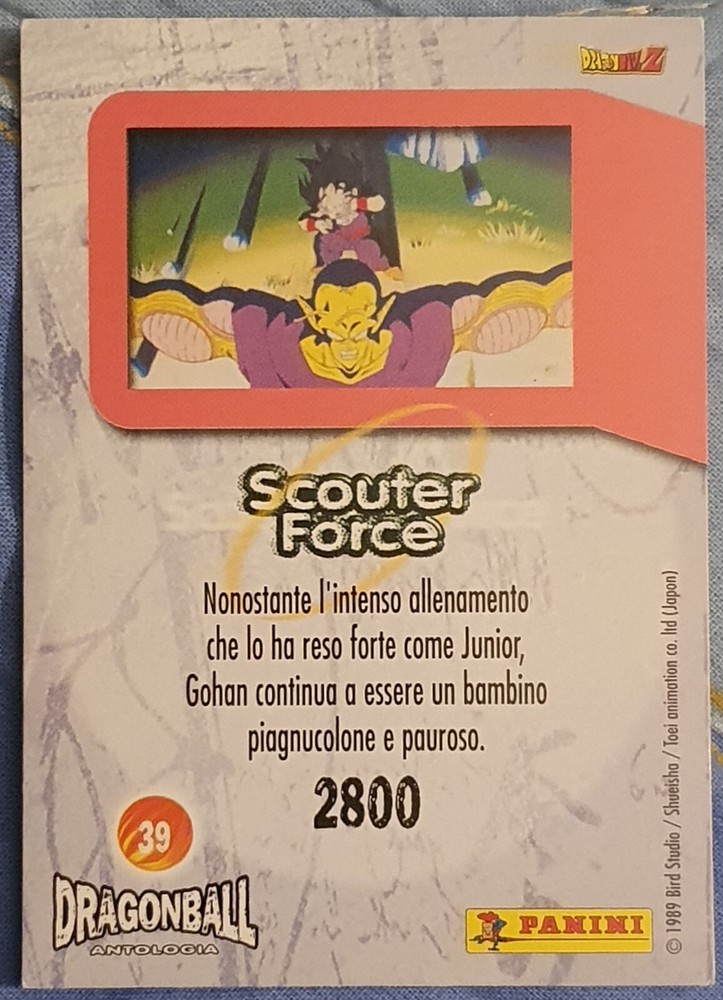 DRAGON BALL Z
Scouter
Force
Nonostante l'intenso allenamento
che lo ha reso forte come Junior,
Gohan continua a essere un bambino
piagnucolone e pauroso.
2800
39
DRAGONBALL
ANTOLOGIA
PANINI
© 1989 Bird Studio / Shueisha / Toei animation co. ltd (Japon)